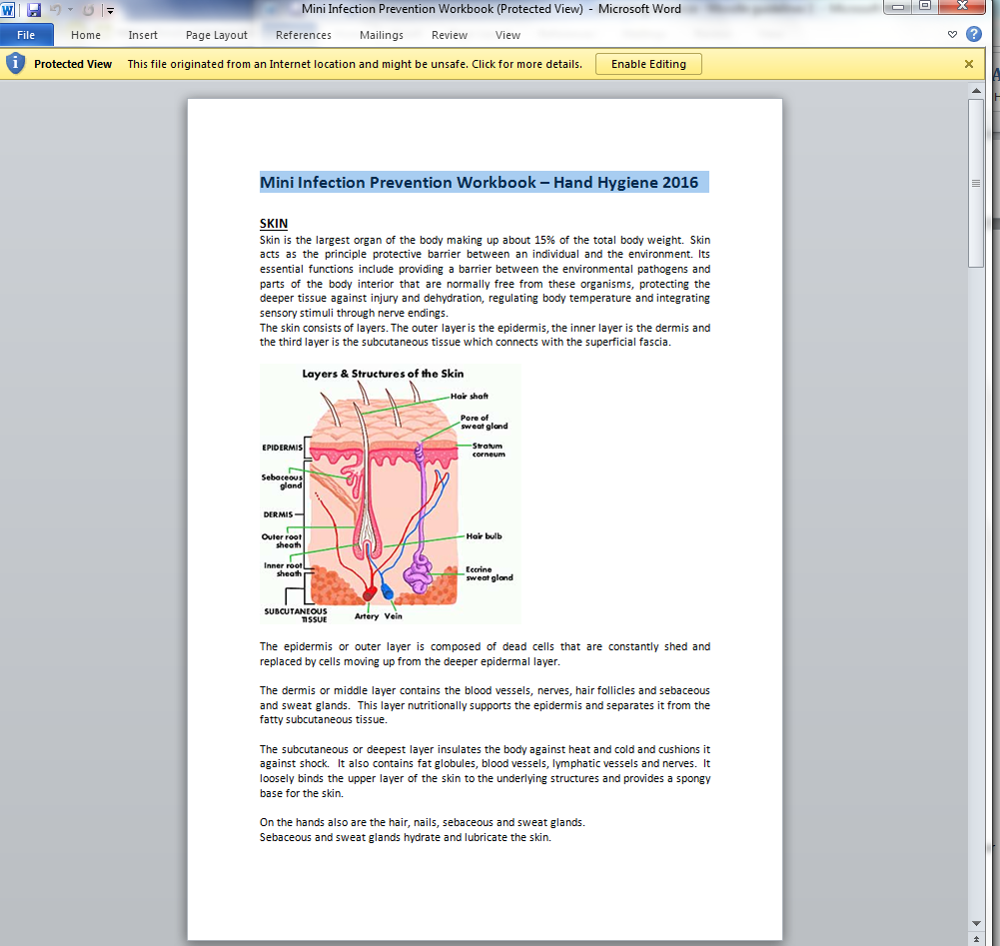 Mini Infection Prevention Workbook (Protected View) - Microsoft Word
File Home Insert Page Layout References Mailings Review View
Protected View This file originated from an Internet location and might be unsafe. Click for more details. Enable Editing
Mini Infection Prevention Workbook – Hand Hygiene 2016
SKIN
Skin is the largest organ of the body making up about 15% of the total body weight. Skin
acts as the principle protective barrier between an individual and the environment. Its
essential functions include providing a barrier between the environmental pathogens and
parts of the body interior that are normally free from these organisms, protecting the
deeper tissue against injury and dehydration, regulating body temperature and integrating
sensory stimuli through nerve endings.
The skin consists of layers. The outer layer is the epidermis, the inner layer is the dermis and
the third layer is the subcutaneous tissue which connects with the superficial fascia.
Layers & Structures of the Skin
Hair shaft
Pore of
sweat gland
EPIDERMIS
Stratum
corneum
Sebaceous
gland
DERMIS
Outer root
sheath
Hair bulb
Inner root
sheath
Eccrine
sweat gland
SUBCUTANEOUS
TISSUE
Artery Vein
The epidermis or outer layer is composed of dead cells that are constantly shed and
replaced by cells moving up from the deeper epidermal layer.
The dermis or middle layer contains the blood vessels, nerves, hair follicles and sebaceous
and sweat glands. This layer nutritionally supports the epidermis and separates it from the
fatty subcutaneous tissue.
The subcutaneous or deepest layer insulates the body against heat and cold and cushions it
against shock. It also contains fat globules, blood vessels, lymphatic vessels and nerves. It
loosely binds the upper layer of the skin to the underlying structures and provides a spongy
base for the skin.
On the hands also are the hair, nails, sebaceous and sweat glands.
Sebaceous and sweat glands hydrate and lubricate the skin.